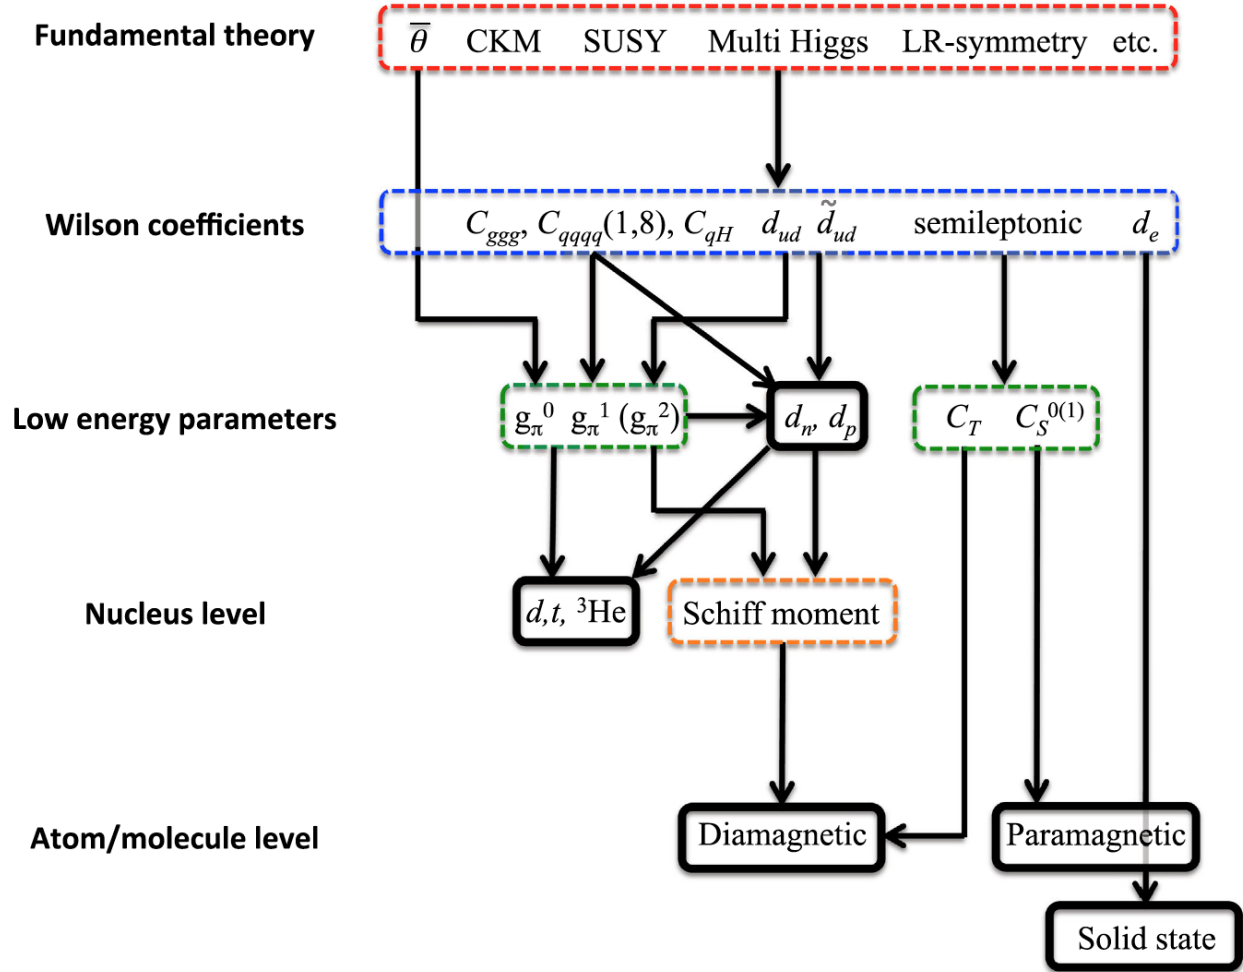 Fundamental theory
θ̅ CKM SUSY Multi Higgs LR-symmetry etc.
Wilson coefficients
C_ggg, C_qqqq(1,8), C_qH d_ud d̃_ud semileptonic d_e
Low energy parameters
g_π^0 g_π^1 (g_π^2) d_n, d_p C_T C_S^0(1)
Nucleus level
d,t, ³He Schiff moment
Atom/molecule level
Diamagnetic Paramagnetic
Solid state